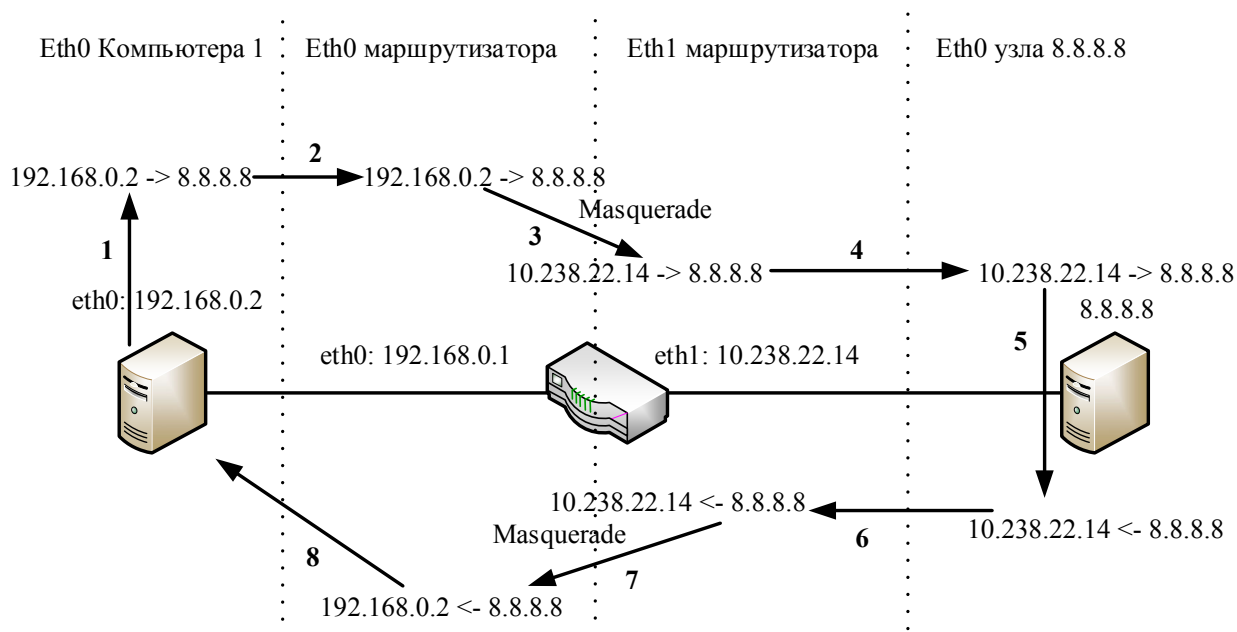 Eth0 Компьютера 1
Eth0 маршрутизатора
Eth1 маршрутизатора
Eth0 узла 8.8.8.8
2
192.168.0.2 -> 8.8.8.8
192.168.0.2 -> 8.8.8.8
Masquerade
1
3
4
10.238.22.14 -> 8.8.8.8
10.238.22.14 -> 8.8.8.8
eth0: 192.168.0.2
8.8.8.8
5
eth0: 192.168.0.1
eth1: 10.238.22.14
10.238.22.14 <- 8.8.8.8
10.238.22.14 <- 8.8.8.8
Masquerade
6
8
7
192.168.0.2 <- 8.8.8.8